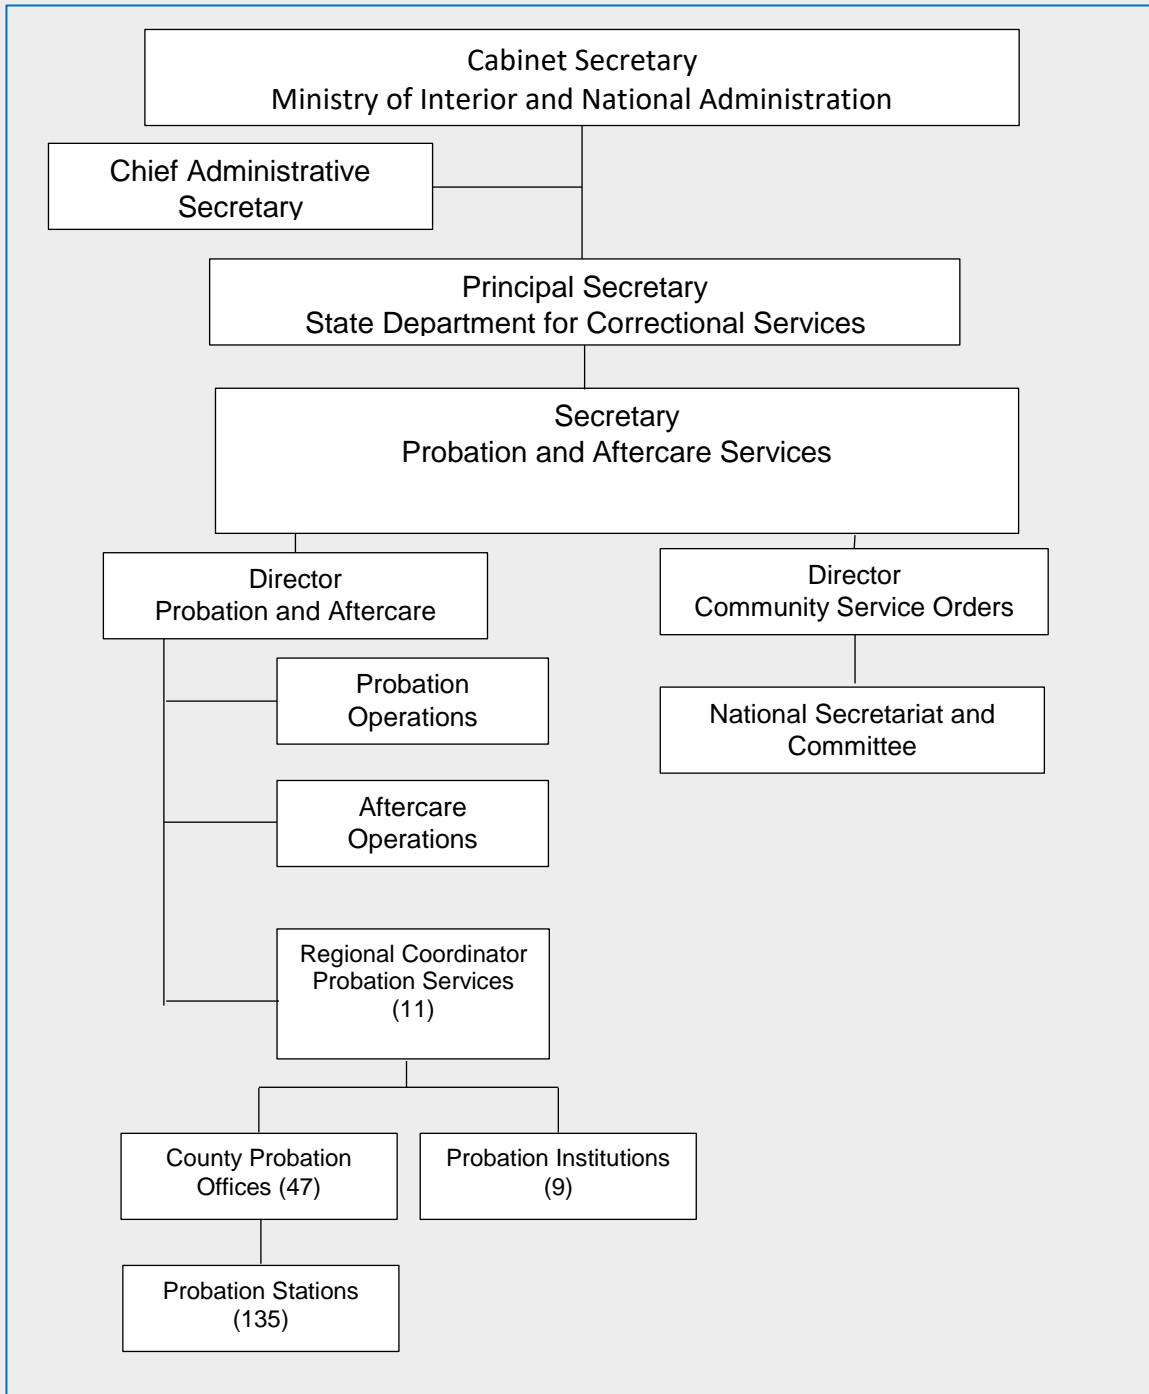 Cabinet Secretary
Ministry of Interior and National Administration
Chief Administrative
Secretary
Principal Secretary
State Department for Correctional Services
Secretary
Probation and Aftercare Services
Director
Probation and Aftercare
Director
Community Service Orders
Probation
Operations
National Secretariat and
Committee
Aftercare
Operations
Regional Coordinator
Probation Services
(11)
County Probation
Offices (47)
Probation Institutions
(9)
Probation Stations
(135)